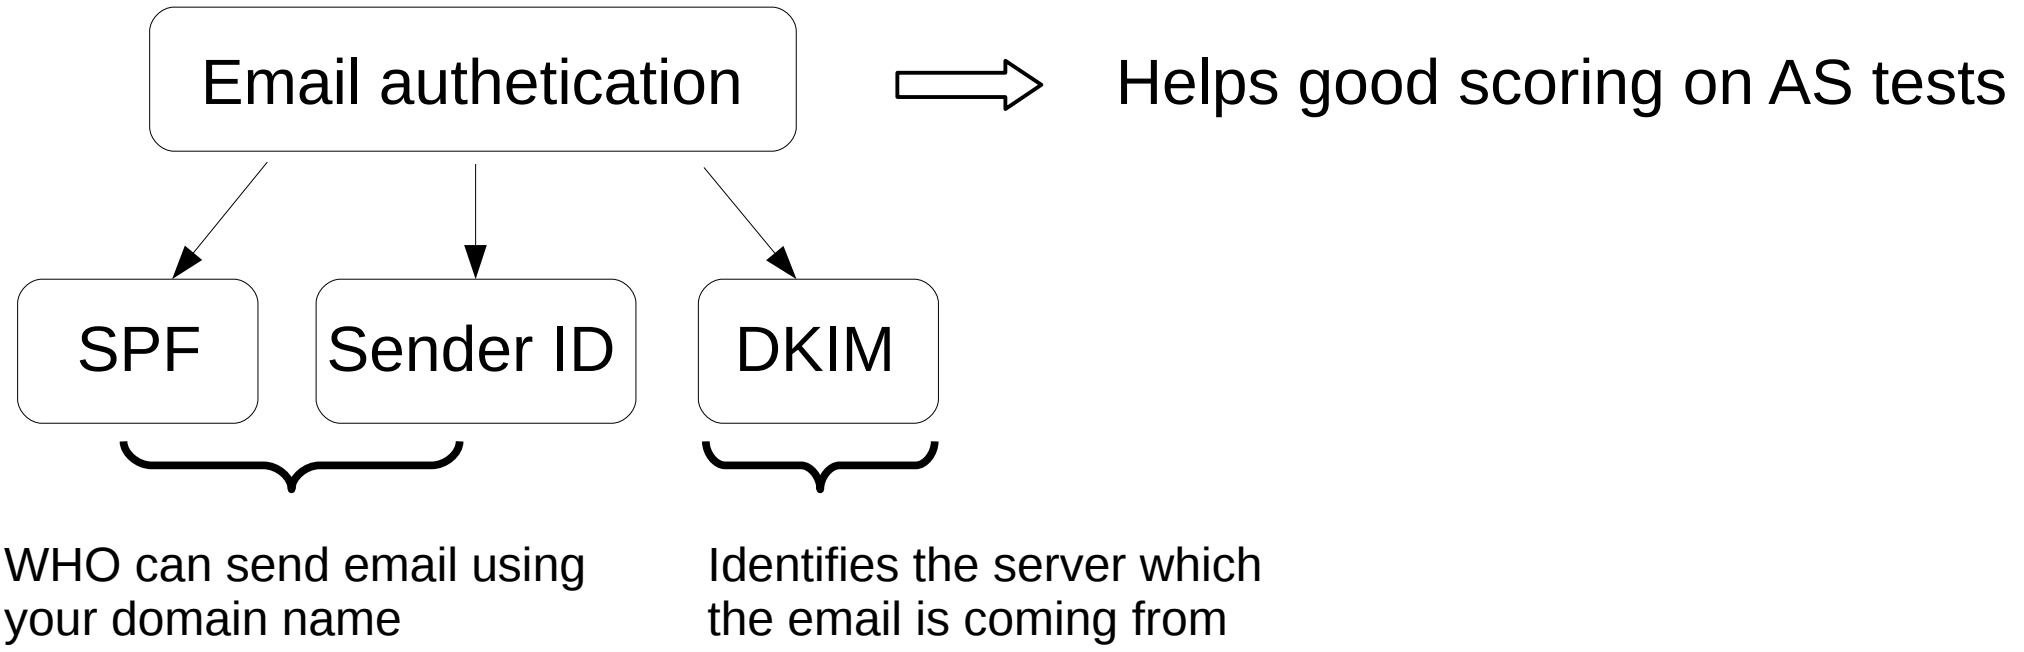 Email authetication
Helps good scoring on AS tests
SPF
Sender ID
DKIM
WHO can send email using
your domain name
Identifies the server which
the email is coming from